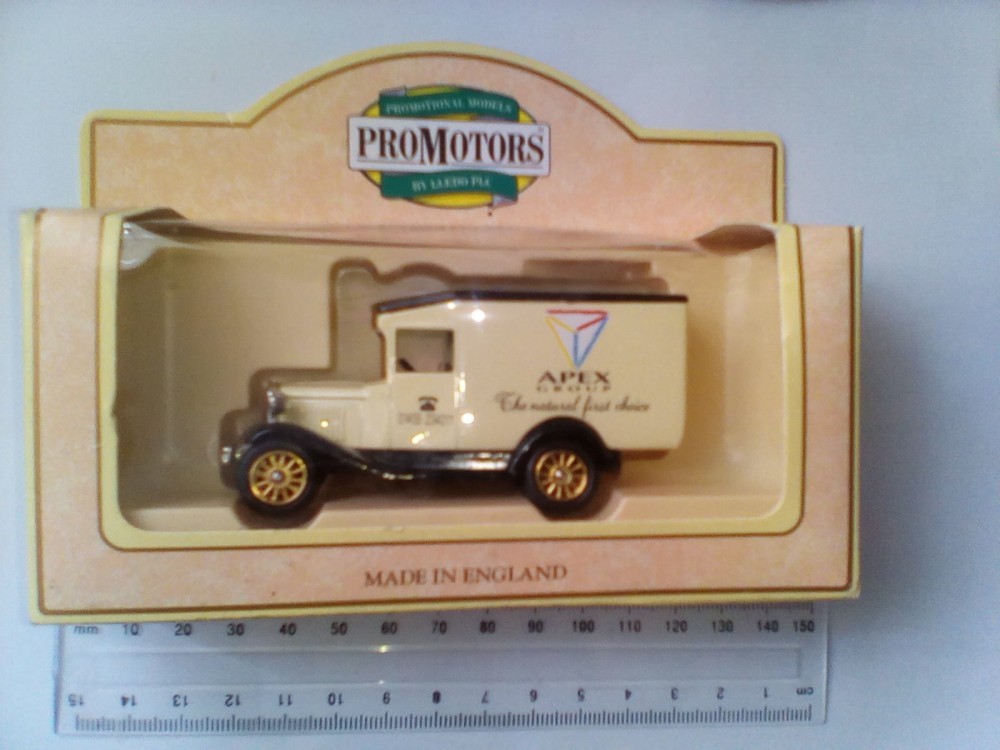 PROMOTIONAL MODELS
PROMOTORS
BY LLEDO PLC
APEX
GROUP
The natural first choice
MADE IN ENGLAND
mm 10 20 30 40 50 60 70 80 90 100 110 120 130 140 150
15 14 13 12 11 10 9 8 7 6 5 4 3 2 1 cm